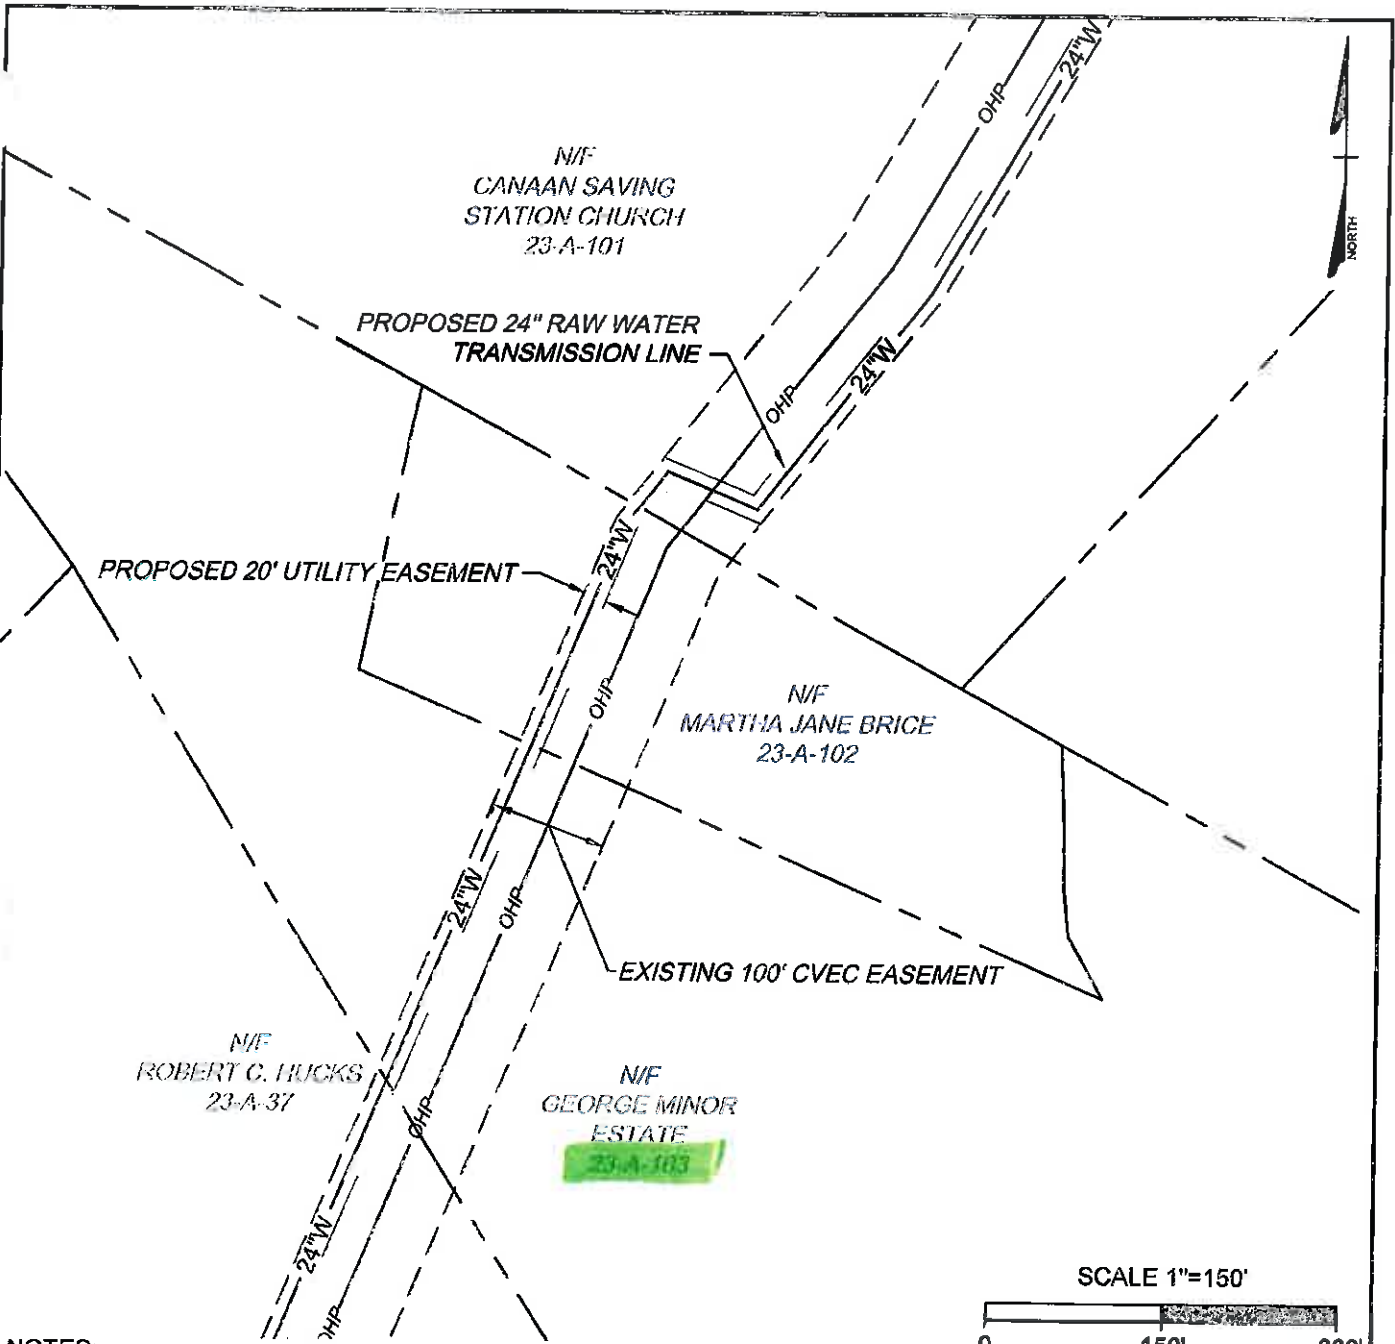 24"W
OHP
N/F
CANAAN SAVING
STATION CHURCH
23-A-101
NORTH
PROPOSED 24" RAW WATER
TRANSMISSION LINE
24"W
OHP
24"W
PROPOSED 20' UTILITY EASEMENT
OHP
N/F
MARTHA JANE BRICE
23-A-102
24"W
OHP
EXISTING 100' CVEC EASEMENT
N/F
ROBERT C. HUCKS
23-A-37
N/F
GEORGE MINOR
ESTATE
23-A-103
OHP
24"W
OHP
SCALE 1"=150'
0 150' 300'
NOTES